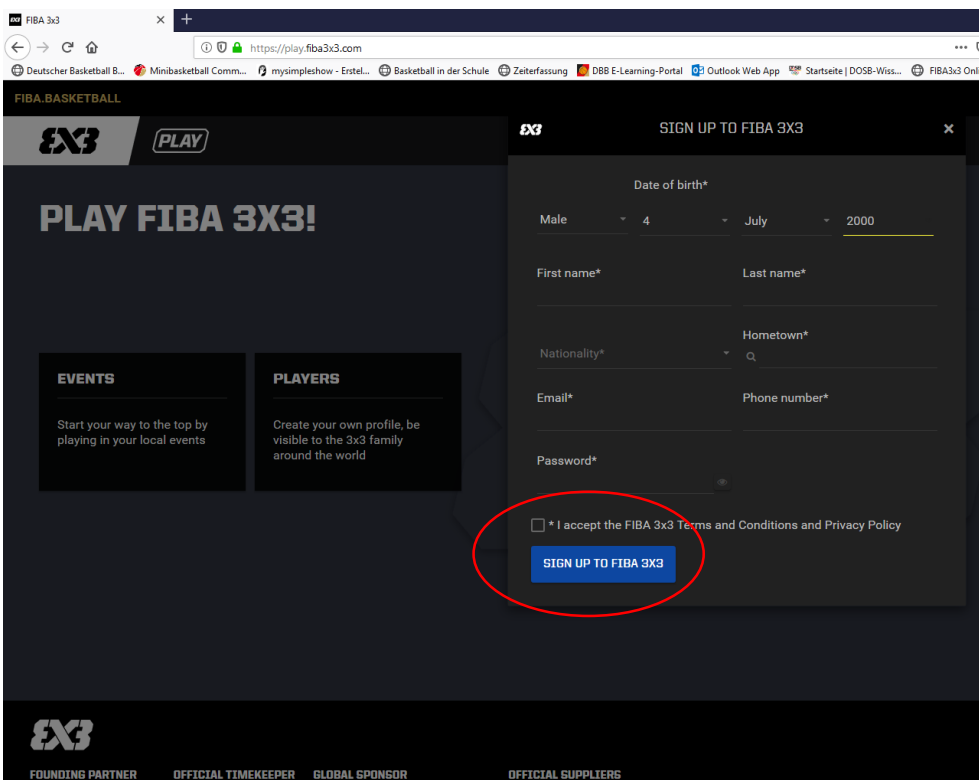 FIBA 3x3
https://play.fiba3x3.com
Deutscher Basketball B... Minibasketball Comm... mysimpleshow - Erstel... Basketball in der Schule Zeiterfassung DBB E-Learning-Portal Outlook Web App Startseite | DOSB-Wiss... FIBA3x3 Onli
FIBA.BASKETBALL
3X3 PLAY
PLAY FIBA 3X3!
EVENTS
Start your way to the top by
playing in your local events
PLAYERS
Create your own profile, be
visible to the 3x3 family
around the world
3X3 SIGN UP TO FIBA 3X3 ×
Date of birth*
Male 4 July 2000
First name* Last name*
Nationality* Hometown*
Email* Phone number*
Password*
* I accept the FIBA 3x3 Terms and Conditions and Privacy Policy
SIGN UP TO FIBA 3X3
3X3
FOUNDING PARTNER OFFICIAL TIMEKEEPER GLOBAL SPONSOR OFFICIAL SUPPLIERS